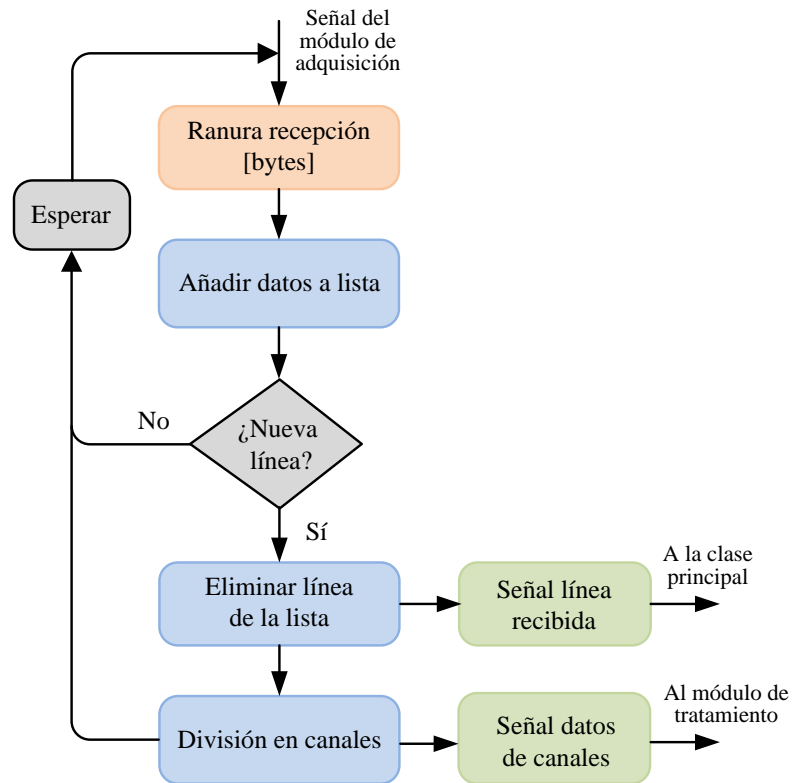 Señal del
módulo de
adquisición
Ranura recepción
[bytes]
Esperar
Añadir datos a lista
No
¿Nueva
línea?
Sí
Eliminar línea
de la lista
Señal línea
recibida
A la clase
principal
División en canales
Señal datos
de canales
Al módulo de
tratamiento